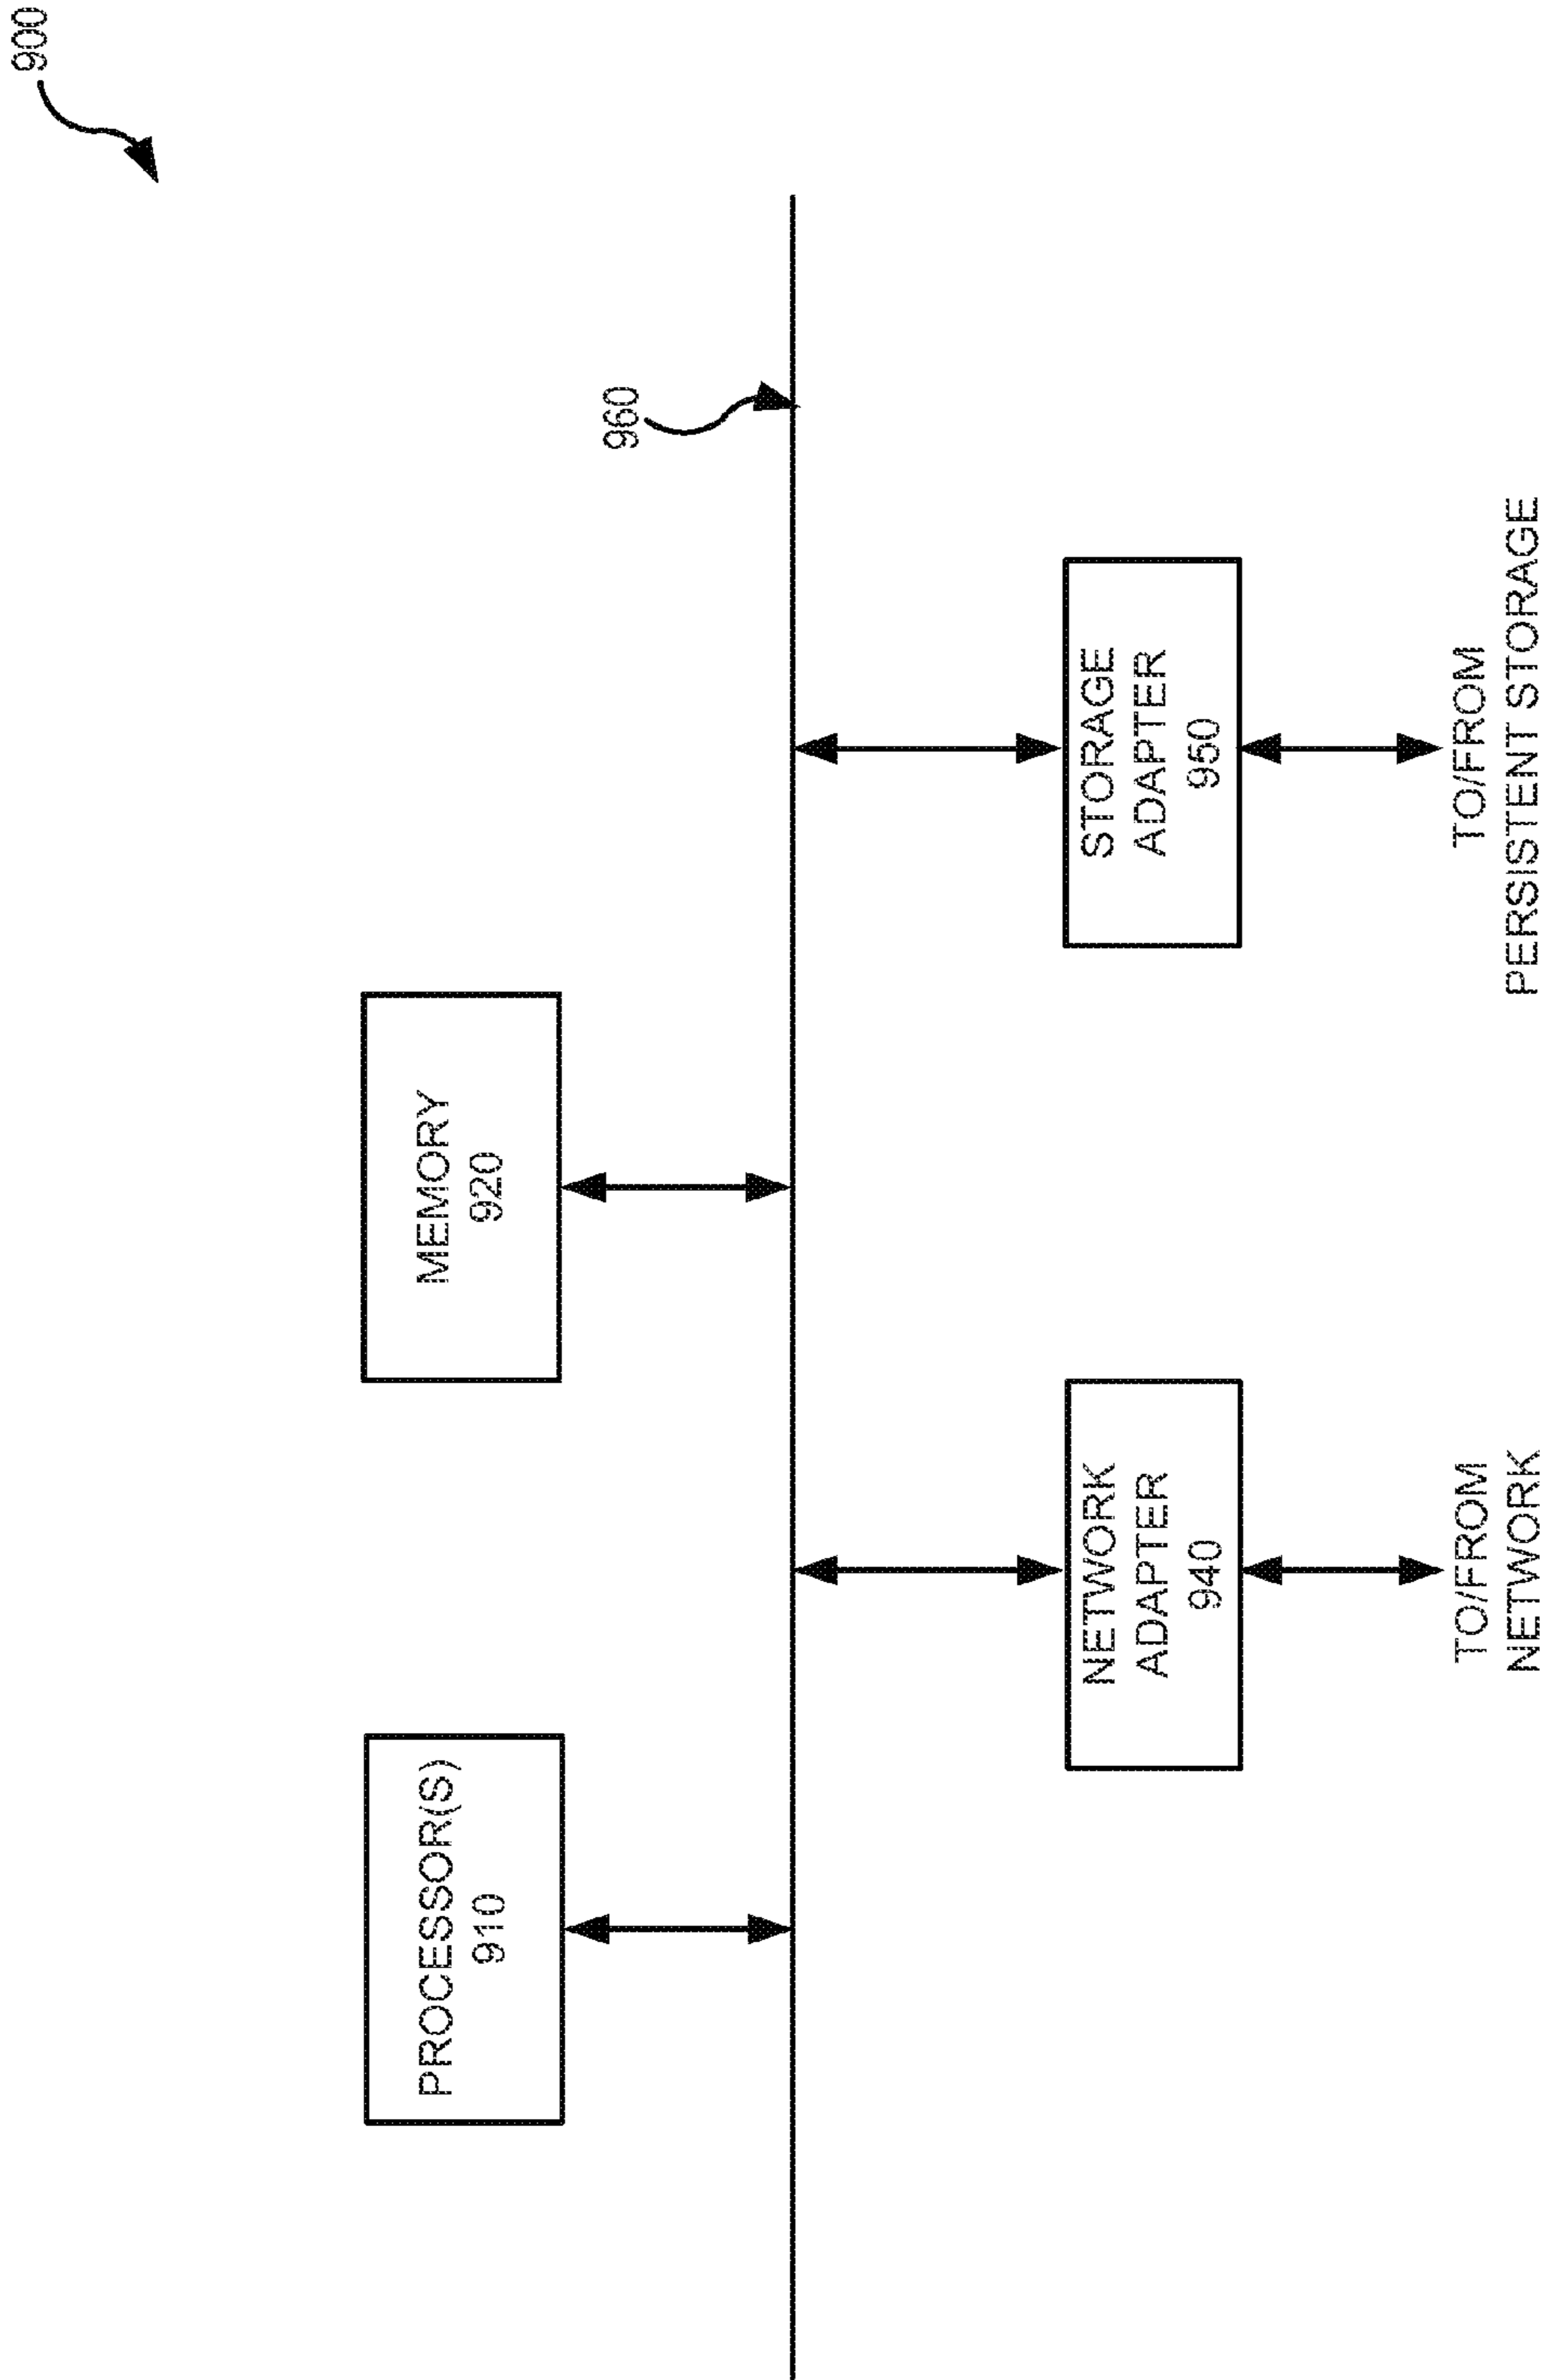 900
PROCESSOR(S)
910
MEMORY
920
960
NETWORK
ADAPTER
940
STORAGE
ADAPTER
950
TO/FROM
NETWORK
TO/FROM
PERSISTENT STORAGE